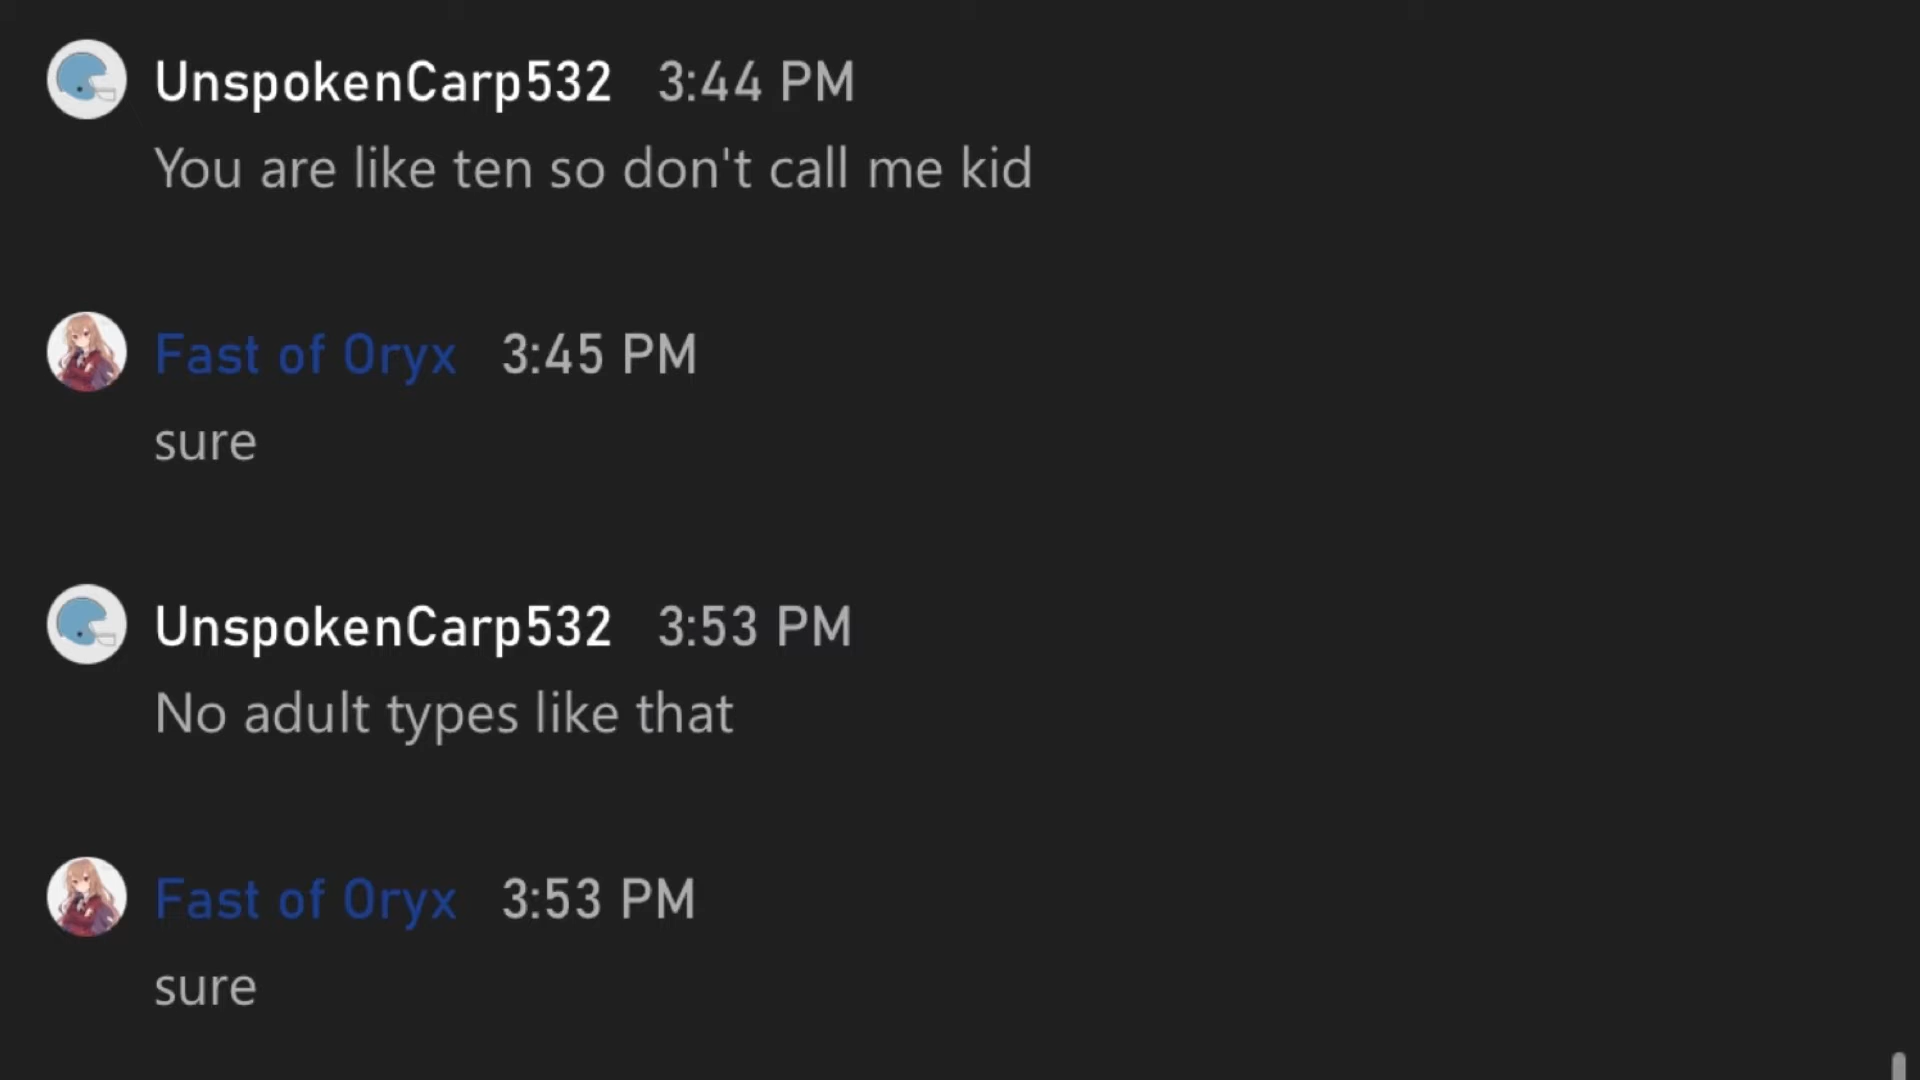 UnspokenCarp532 3:44 PM
You are like ten so don't call me kid
Fast of Oryx 3:45 PM
sure
UnspokenCarp532 3:53 PM
No adult types like that
Fast of Oryx 3:53 PM
sure